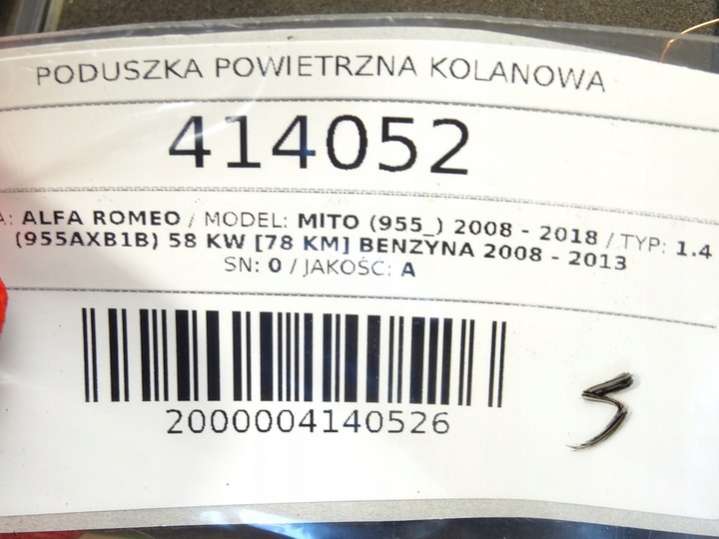 PODUSZKA POWIETRZNA KOLANOWA
414052
A: ALFA ROMEO / MODEL: MITO (955_) 2008 - 2018 / TYP: 1.4
(955AXB1B) 58 KW [78 KM] BENZYNA 2008 - 2013
SN: 0 / JAKOŚĆ: A
2000004140526
5